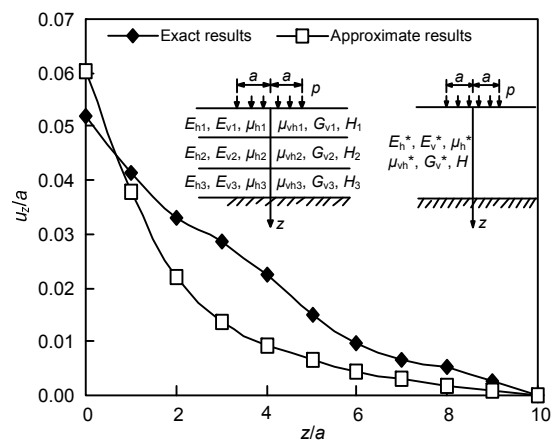 0.07
Exact results
Approximate results
0.06
a a
p
a a
p
0.05
E_h1, E_v1, μ_h1 μ_vh1, G_v1, H_1
E_h2, E_v2, μ_h2 μ_vh2, G_v2, H_2
E_h3, E_v3, μ_h3 μ_vh3, G_v3, H_3
E_h*, E_v*, μ_h*
μ_vh*, G_v*, H
0.04
z
z
u_z/a
0.03
0.02
0.01
0.00
0 2 4 6 8 10
z/a